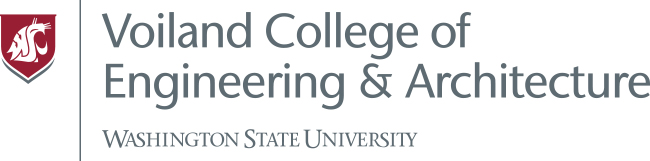 Voiland College of
Engineering & Architecture
WASHINGTON STATE UNIVERSITY